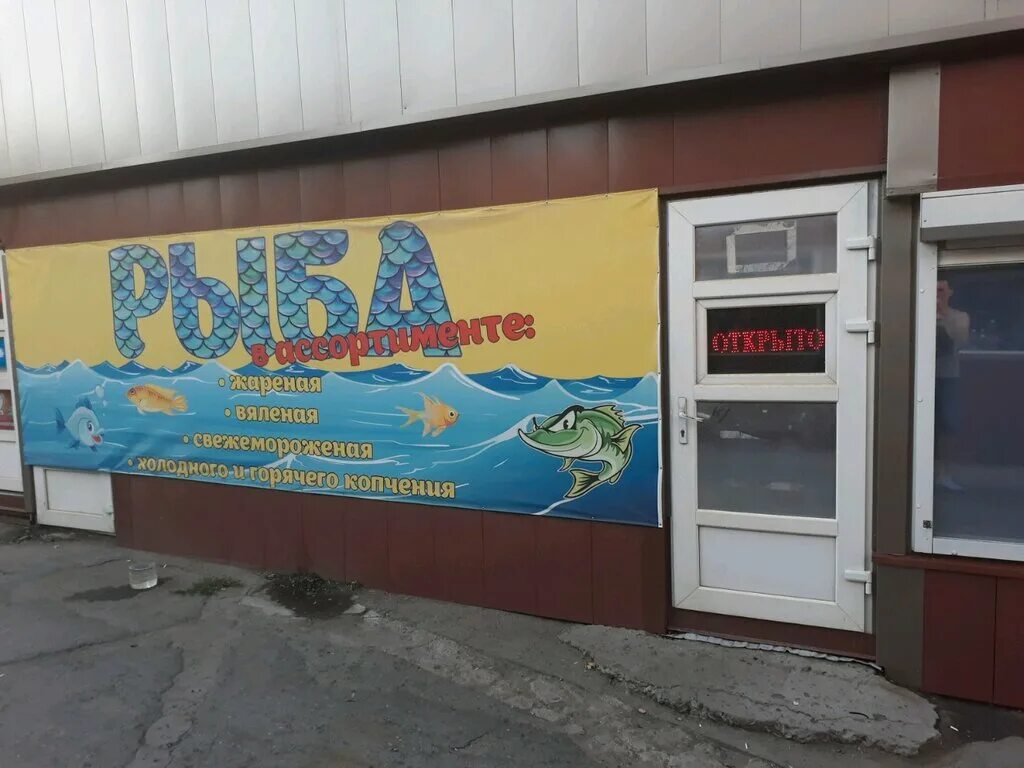 РЫБА
в ассортименте:
• жареная
• вяленая
• свежемороженая
• холодного и горячего копчения
ОТКРЫТО